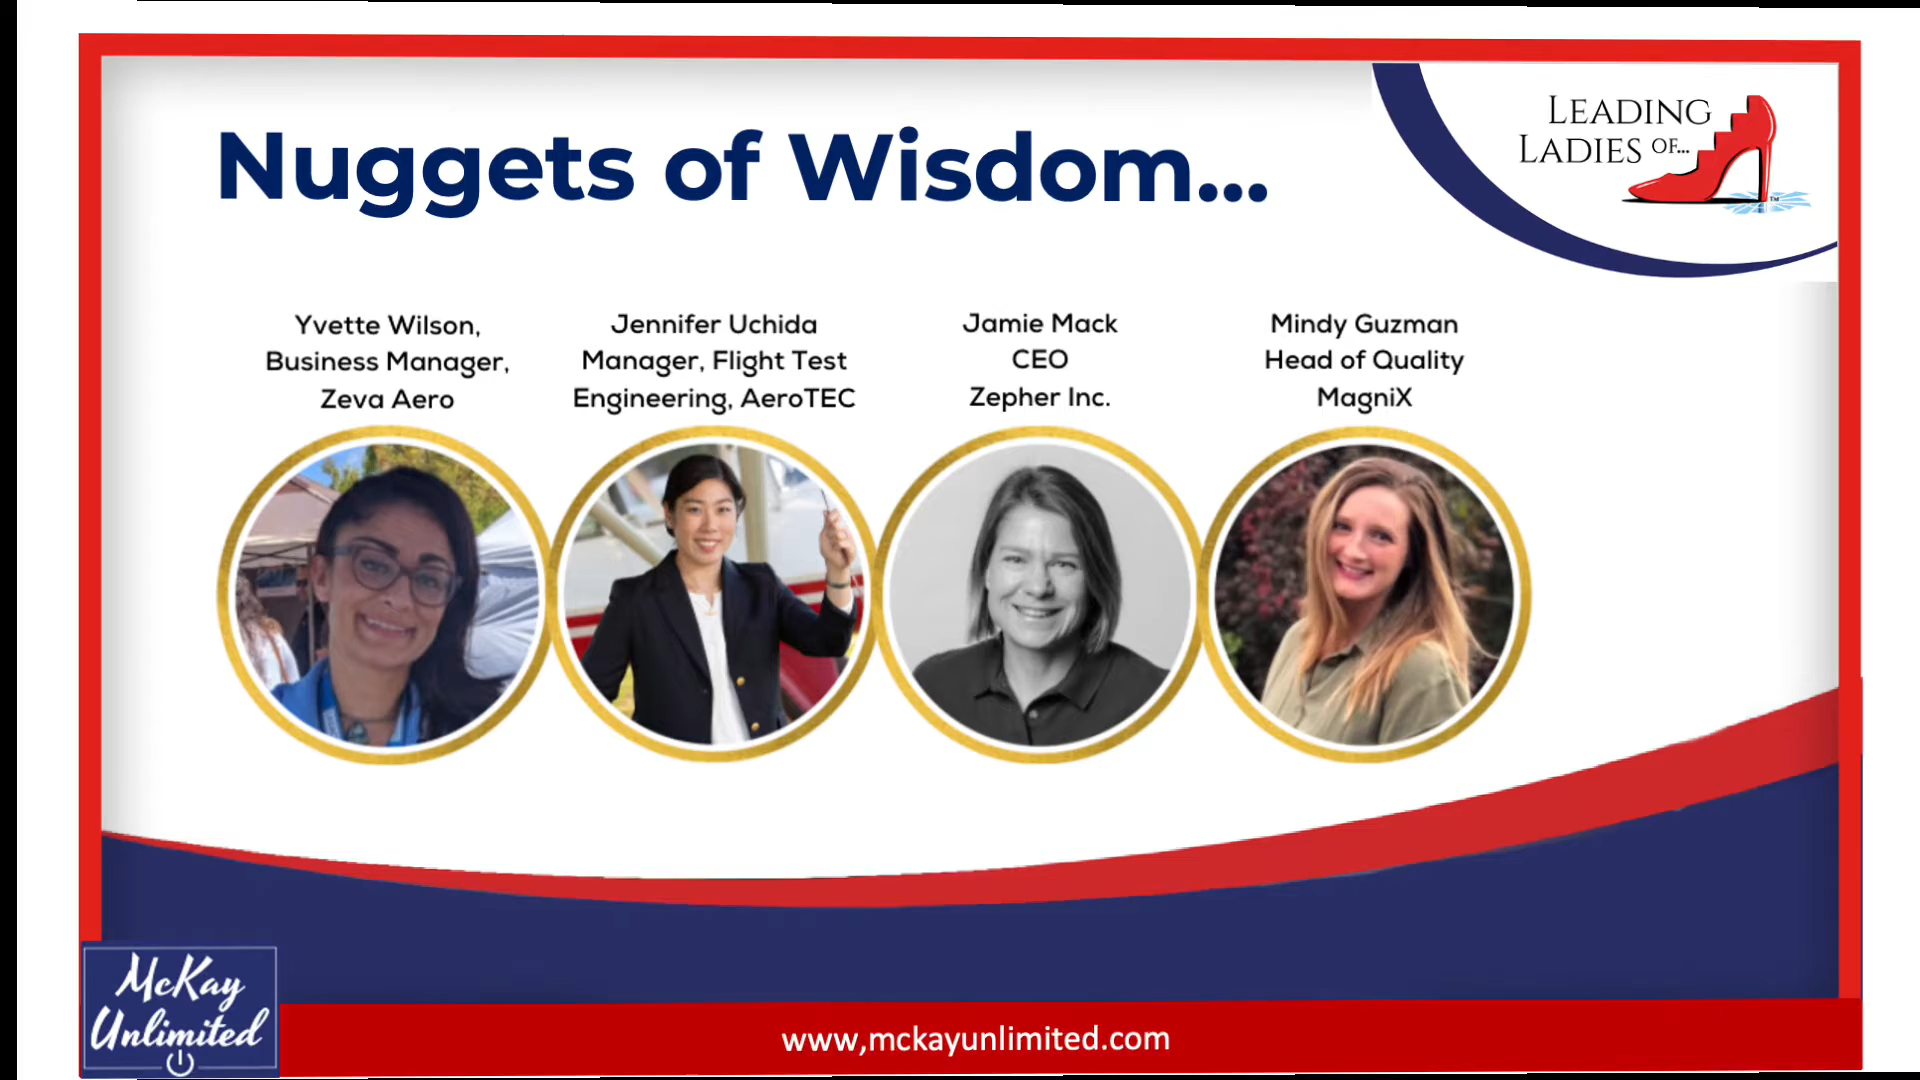 Nuggets of Wisdom...
LEADING
LADIES OF...
TM
Yvette Wilson,
Business Manager,
Zeva Aero
Jennifer Uchida
Manager, Flight Test
Engineering, AeroTEC
Jamie Mack
CEO
Zepher Inc.
Mindy Guzman
Head of Quality
MagniX
McKay
Unlimited
www,mckayunlimited.com